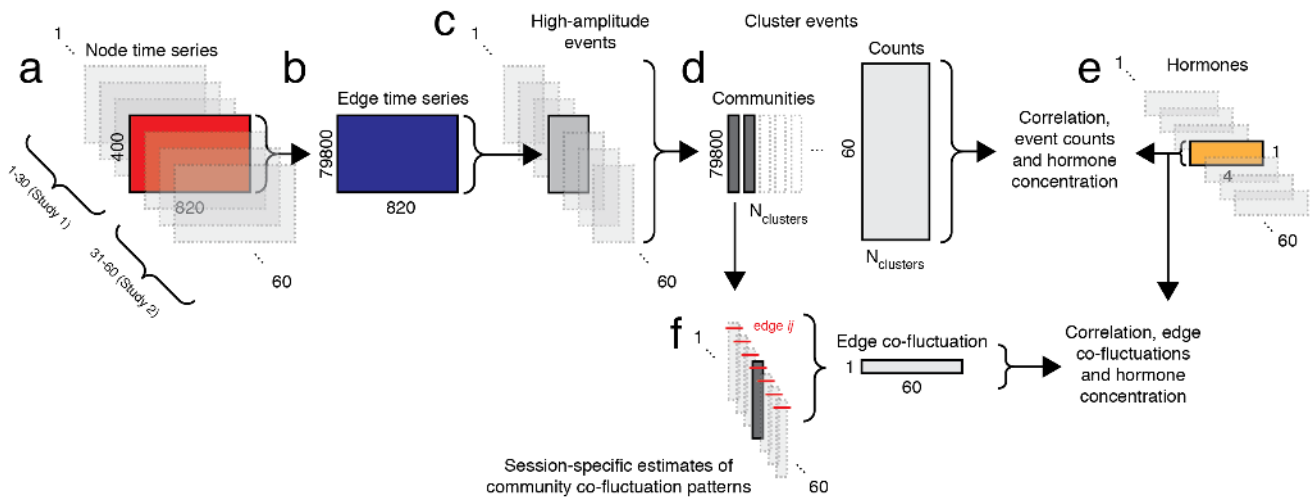 a
1
...
Node time series
400
820
1-30 (Study 1)
31-60 (Study 2)
...
60
b
Edge time series
79800
820
c
1
...
High-amplitude
events
...
60
Cluster events
d
Communities
79800
...
Nclusters
Counts
60
Nclusters
Correlation,
event counts
and hormone
concentration
e
1
...
Hormones
1
4
...
60
f
1
...
edge ij
...
60
Session-specific estimates of
community co-fluctuation patterns
Edge co-fluctuation
1
60
Correlation, edge
co-fluctuations
and hormone
concentration